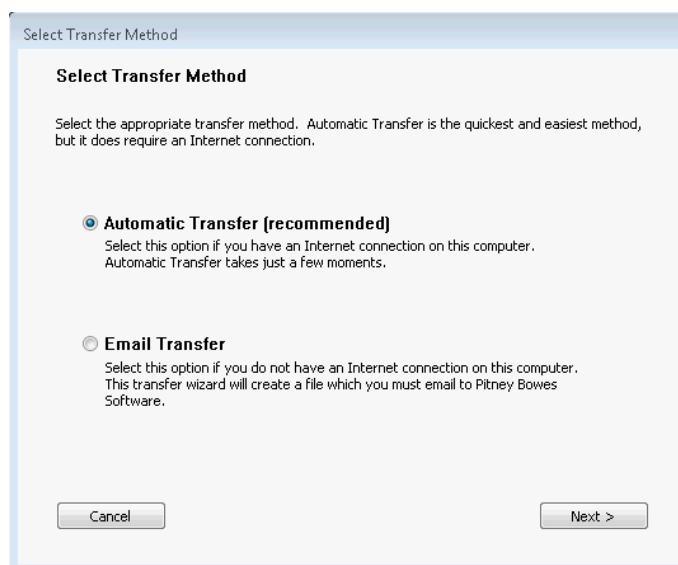 Select Transfer Method
Select Transfer Method
Select the appropriate transfer method.  Automatic Transfer is the quickest and easiest method,
but it does require an Internet connection.
Automatic Transfer (recommended)
Select this option if you have an Internet connection on this computer.
Automatic Transfer takes just a few moments.
Email Transfer
Select this option if you do not have an Internet connection on this computer.
This transfer wizard will create a file which you must email to Pitney Bowes
Software.
Cancel
Next >